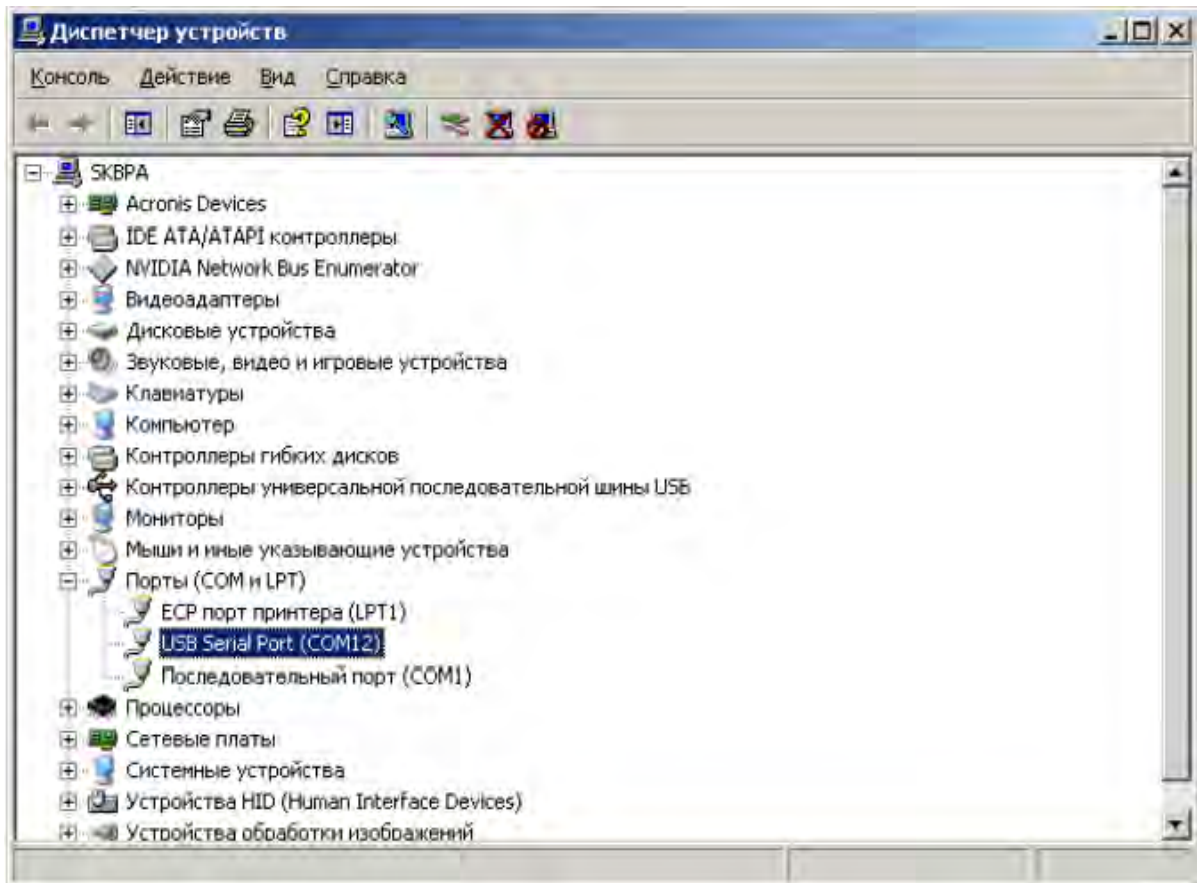 Диспетчер устройств
Консоль Действие Вид Справка
SKBPA
Acronis Devices
IDE ATA/ATAPI контроллеры
NVIDIA Network Bus Enumerator
Видеоадаптеры
Дисковые устройства
Звуковые, видео и игровые устройства
Клавиатуры
Компьютер
Контроллеры гибких дисков
Контроллеры универсальной последовательной шины USB
Мониторы
Мыши и иные указывающие устройства
Порты (COM и LPT)
ECP порт принтера (LPT1)
USB Serial Port (COM12)
Последовательный порт (COM1)
Процессоры
Сетевые платы
Системные устройства
Устройства HID (Human Interface Devices)
Устройства обработки изображений